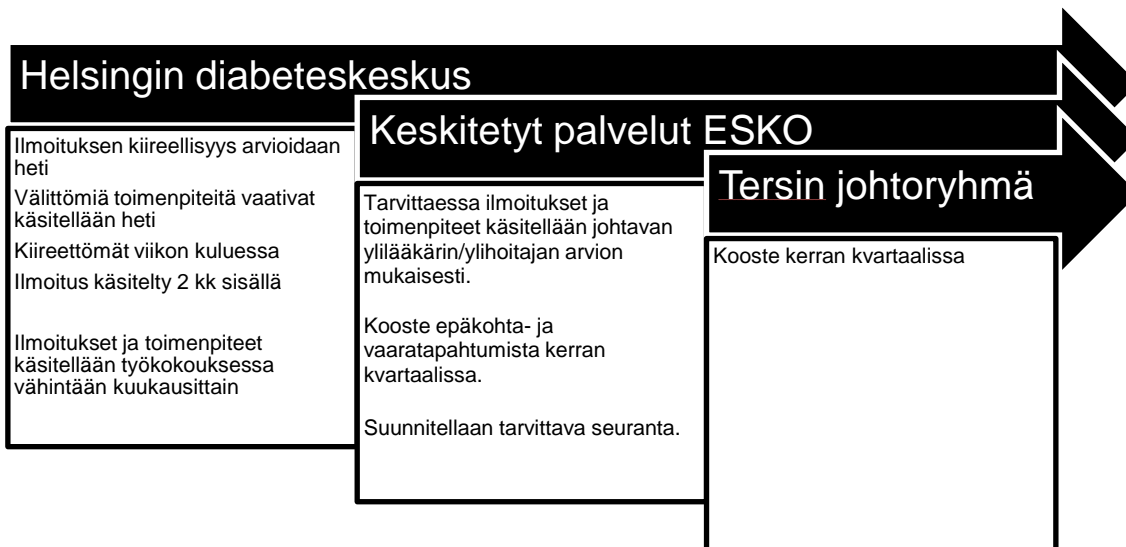 Helsingin diabeteskeskus
Ilmoituksen kiireellisyys arvioidaan
heti
Välittömiä toimenpiteitä vaativat
käsitellään heti
Kiireettömät viikon kuluessa
Ilmoitus käsitelty 2 kk sisällä
Ilmoitukset ja toimenpiteet
käsitellään työkokouksessa
vähintään kuukausittain
Keskitetyt palvelut ESKO
Tarvittaessa ilmoitukset ja
toimenpiteet käsitellään johtavan
ylilääkärin/ylihoitajan arvion
mukaisesti.
Kooste epäkohta- ja
vaaratapahtumista kerran
kvartaalissa.
Suunnitellaan tarvittava seuranta.
Tersin johtoryhmä
Kooste kerran kvartaalissa